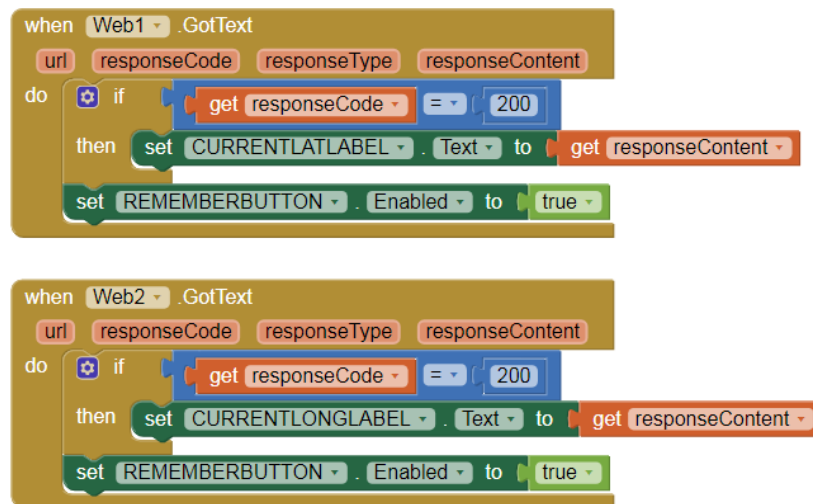 when Web1 .GotText
url responseCode responseType responseContent
do if get responseCode = 200
then set CURRENTLATLABEL . Text to get responseContent
set REMEMBERBUTTON . Enabled to true
when Web2 .GotText
url responseCode responseType responseContent
do if get responseCode = 200
then set CURRENTLONGLABEL . Text to get responseContent
set REMEMBERBUTTON . Enabled to true